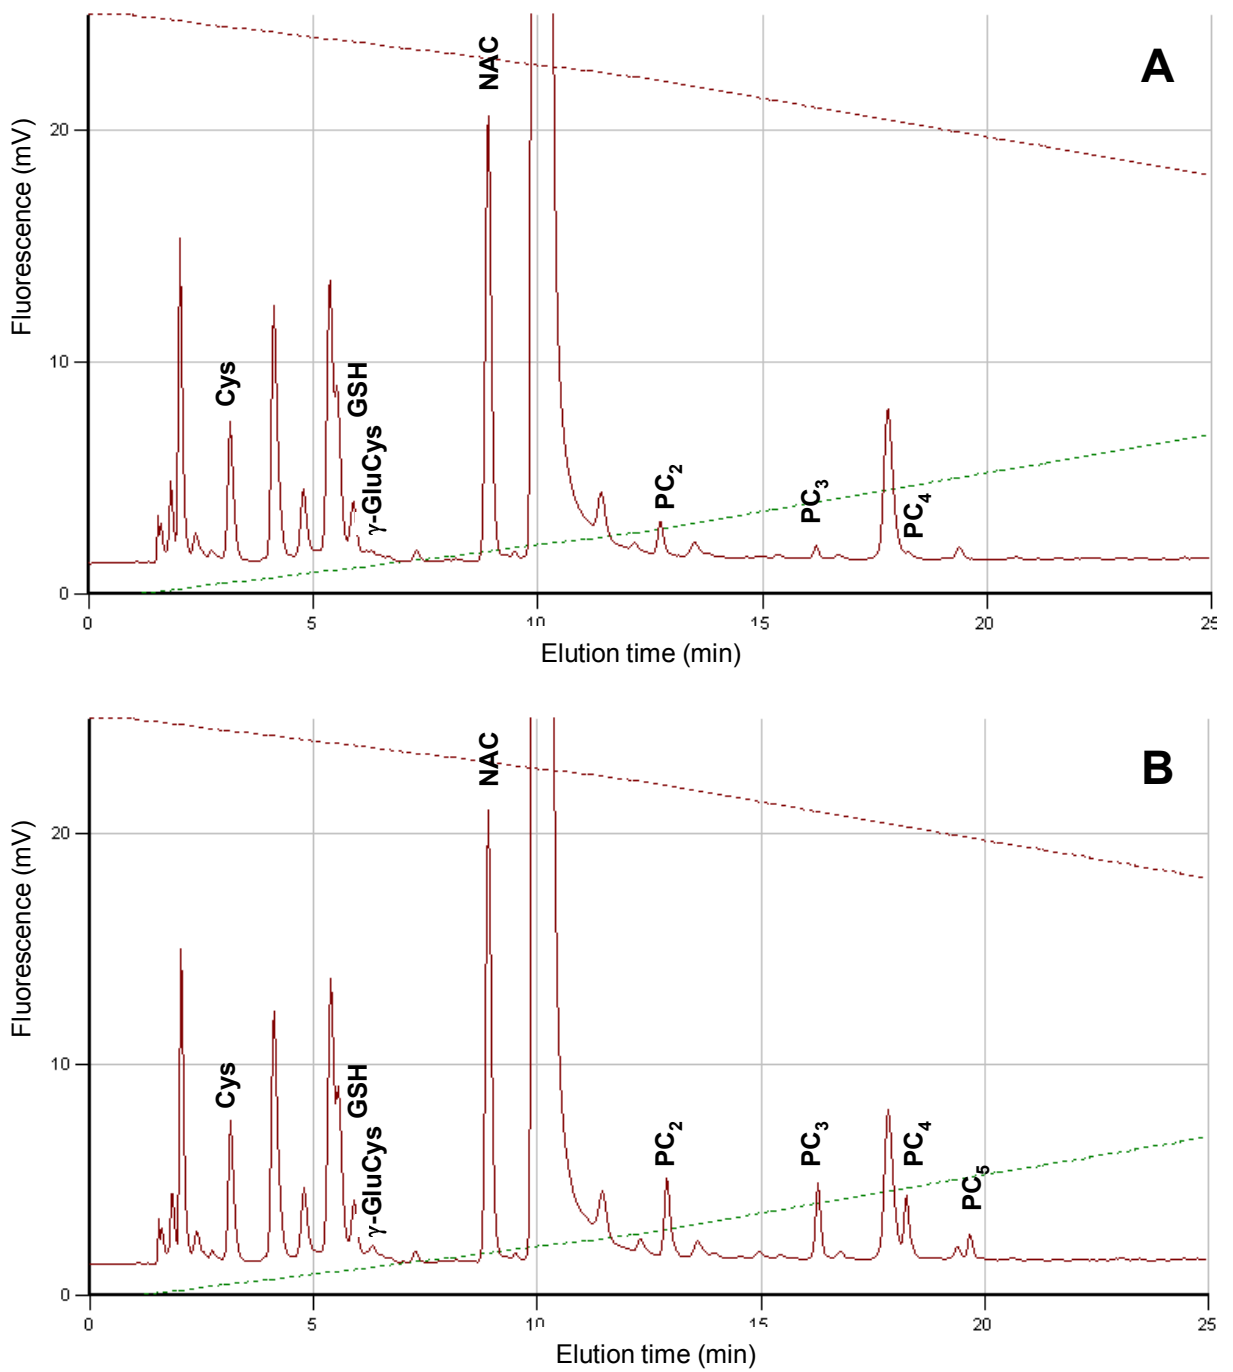 A
NAC
20
Fluorescence (mV)
Cys
GSH
γ-GluCys
10
PC2
PC3
PC4
0
0 5 10 15 20 25
Elution time (min)
B
NAC
20
Fluorescence (mV)
Cys
GSH
γ-GluCys
10
PC2
PC3
PC4
PC5
0
0 5 10 15 20 25
Elution time (min)